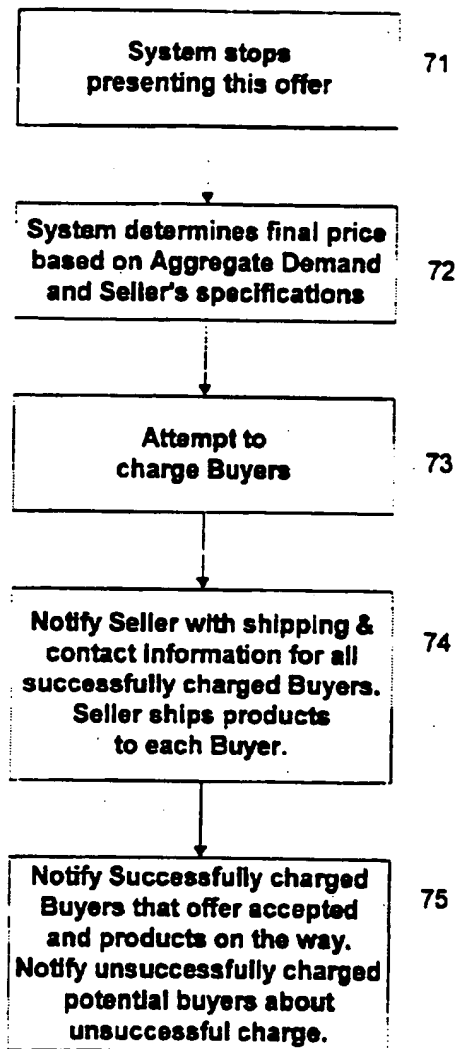 System stops
presenting this offer
71
System determines final price
based on Aggregate Demand
and Seller's specifications
72
Attempt to
charge Buyers
73
Notify Seller with shipping &
contact information for all
successfully charged Buyers.
Seller ships products
to each Buyer.
74
Notify Successfully charged
Buyers that offer accepted
and products on the way.
Notify unsuccessfully charged
potential buyers about
unsuccessful charge.
75